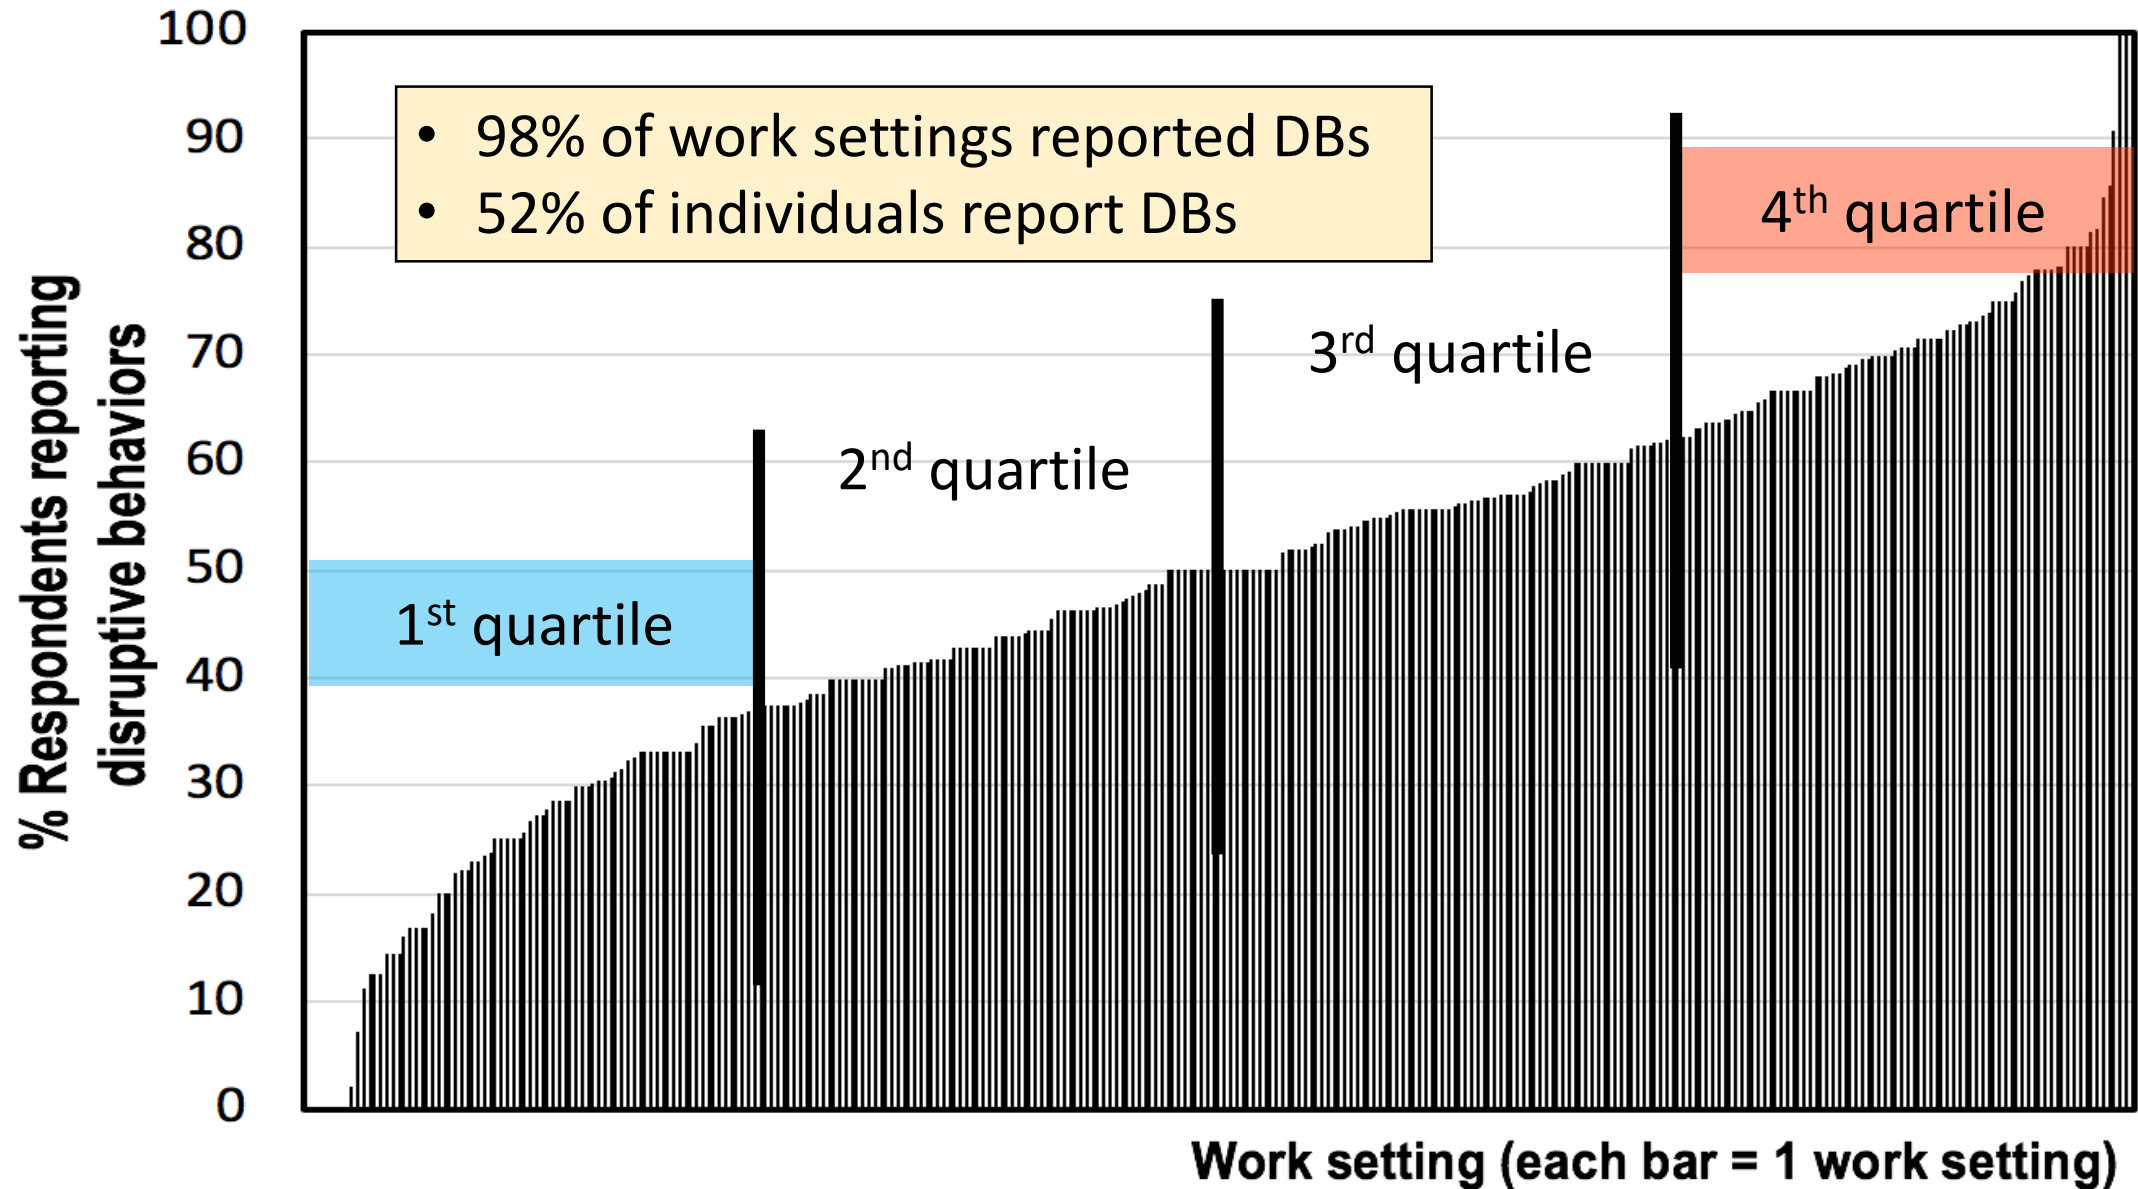 % Respondents reporting
disruptive behaviors
100
90
80
70
60
50
40
30
20
10
0
• 98% of work settings reported DBs
• 52% of individuals report DBs
1st quartile
2nd quartile
3rd quartile
4th quartile
Work setting (each bar = 1 work setting)